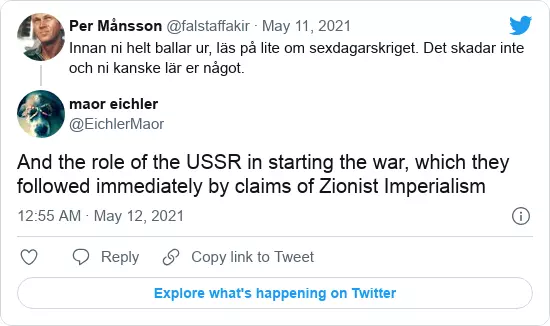 Per Månsson @falstaffakir · May 11, 2021
Innan ni helt ballar ur, läs på lite om sexdagarskriget. Det skadar inte
och ni kanske lär er något.
maor eichler
@EichlerMaor
And the role of the USSR in starting the war, which they
followed immediately by claims of Zionist Imperialism
12:55 AM · May 12, 2021
Reply Copy link to Tweet
Explore what's happening on Twitter